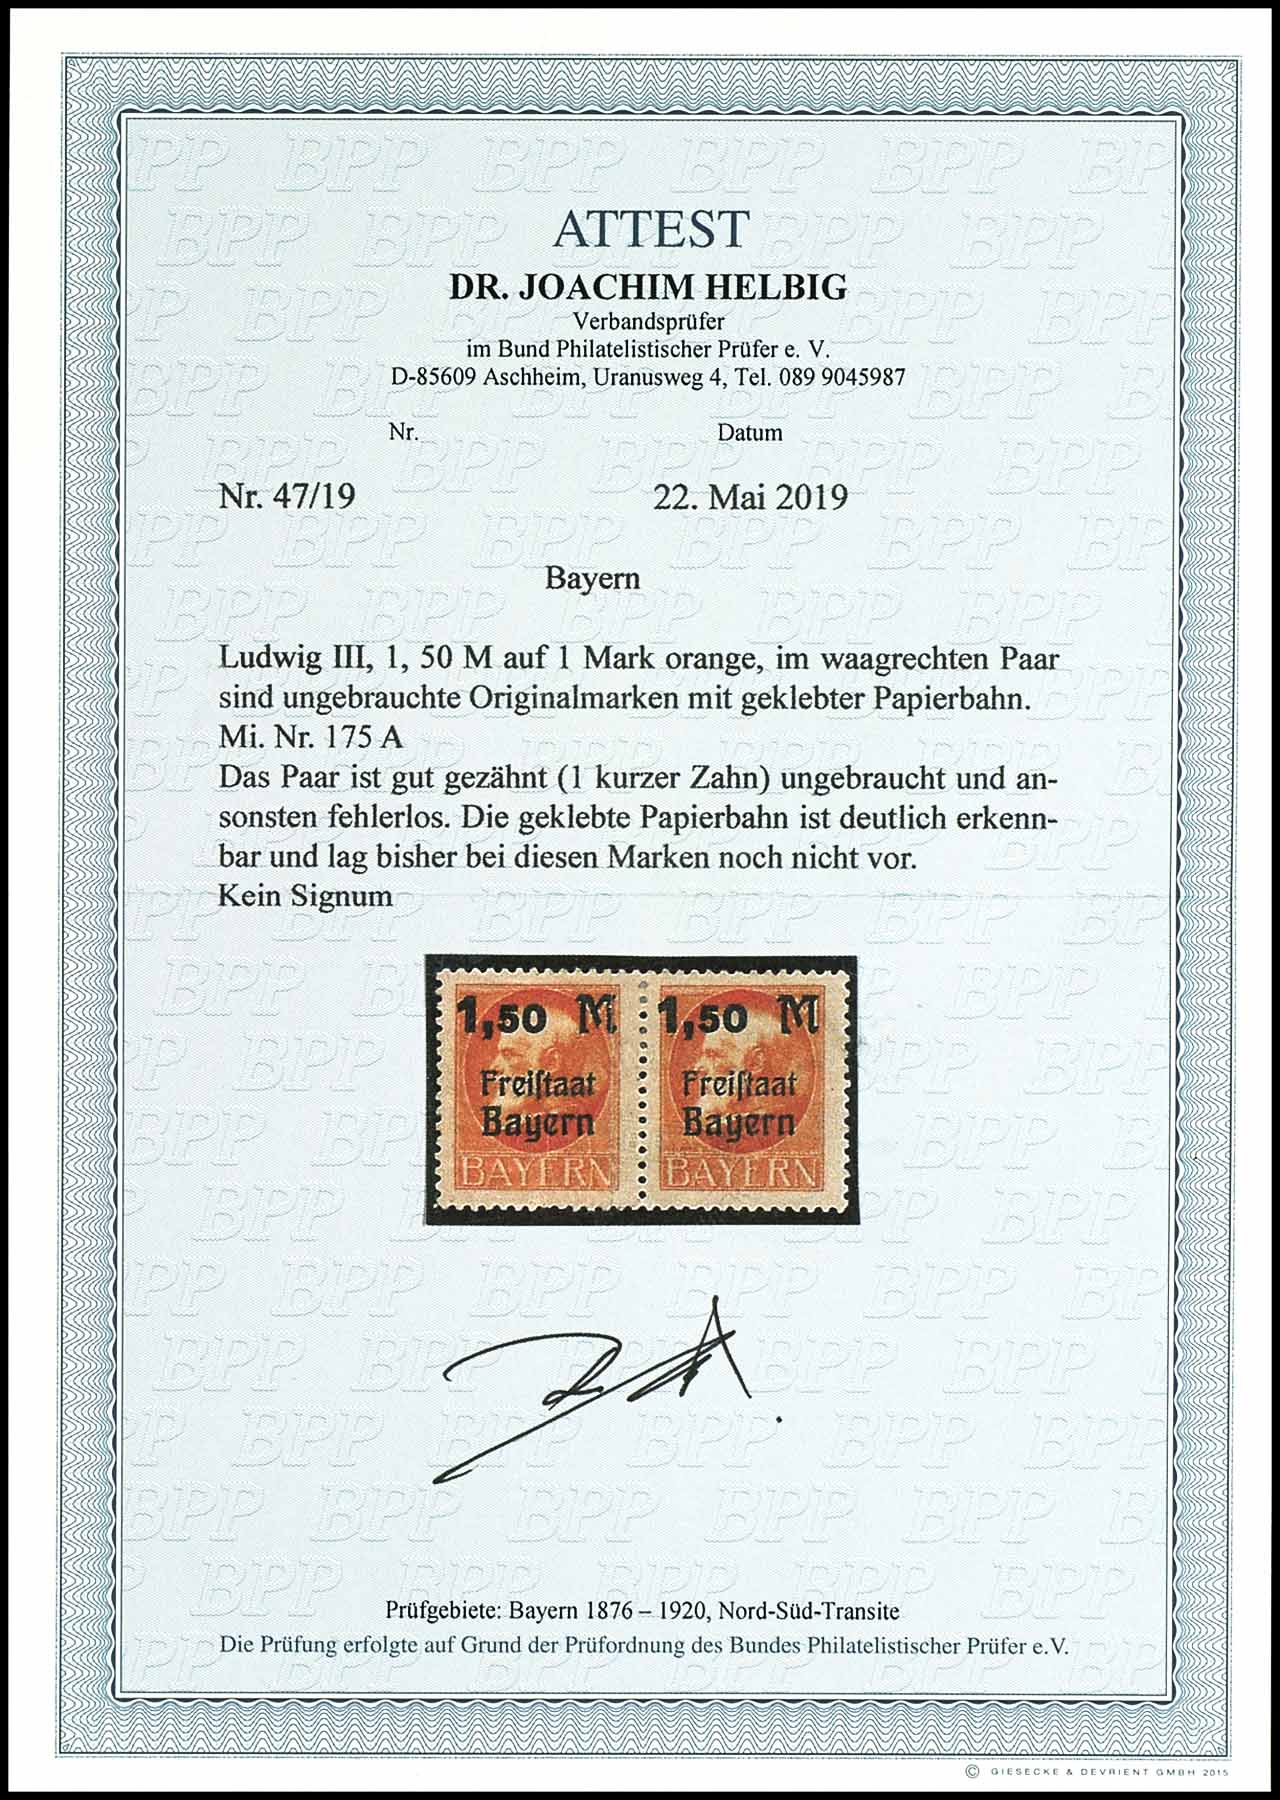 ATTEST
DR. JOACHIM HELBIG
Verbandsprüfer
im Bund Philatelistischer Prüfer e. V.
D-85609 Aschheim, Uranusweg 4, Tel. 089 9045987
Nr. Datum
Nr. 47/19 22. Mai 2019
Bayern
Ludwig III, 1, 50 M auf 1 Mark orange, im waagrechten Paar
sind ungebrauchte Originalmarken mit geklebter Papierbahn.
Mi. Nr. 175 A
Das Paar ist gut gezähnt (1 kurzer Zahn) ungebraucht und an-
sonsten fehlerlos. Die geklebte Papierbahn ist deutlich erkenn-
bar und lag bisher bei diesen Marken noch nicht vor.
Kein Signum
1,50 M 1,50 M
Freiſtaat Freiſtaat
Bayern Bayern
BAYERN BAYERN
Prüfgebiete: Bayern 1876 – 1920, Nord-Süd-Transite
Die Prüfung erfolgte auf Grund der Prüfordnung des Bundes Philatelistischer Prüfer e.V.
© GIESECKE & DEVRIENT GMBH 2015